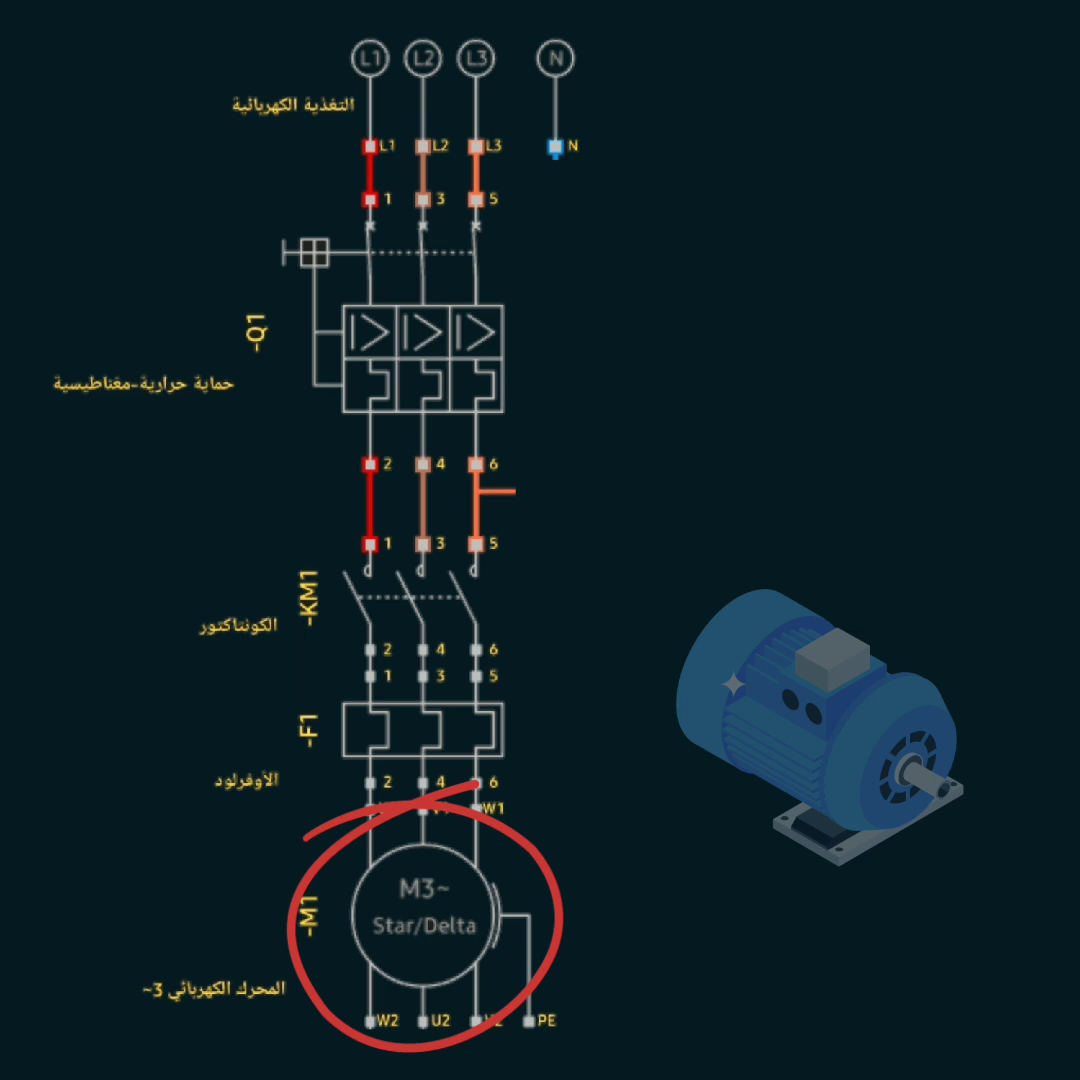 L1 L2 L3 N
التغذية الكهربائية
L1 L2 L3 N
1 3 5
-Q1
حماية حرارية-مغناطيسية
2 4 6
1 3 5
-KM1
الكونتاكتور
2 4 6
1 3 5
-F1
الأوفرلود
2 4 6
W1
M3~
-M1
Star/Delta
المحرك الكهربائي 3~
W2 U2 V2 PE